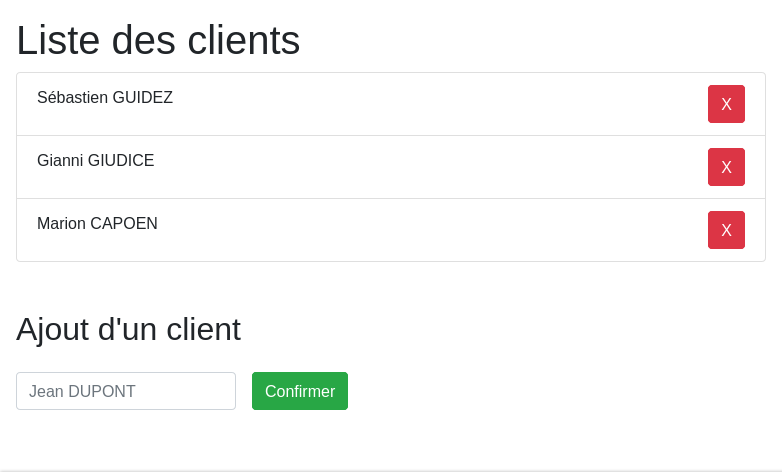 Liste des clients
Sébastien GUIDEZ
X
Gianni GIUDICE
X
Marion CAPOEN
X
Ajout d'un client
Jean DUPONT
Confirmer